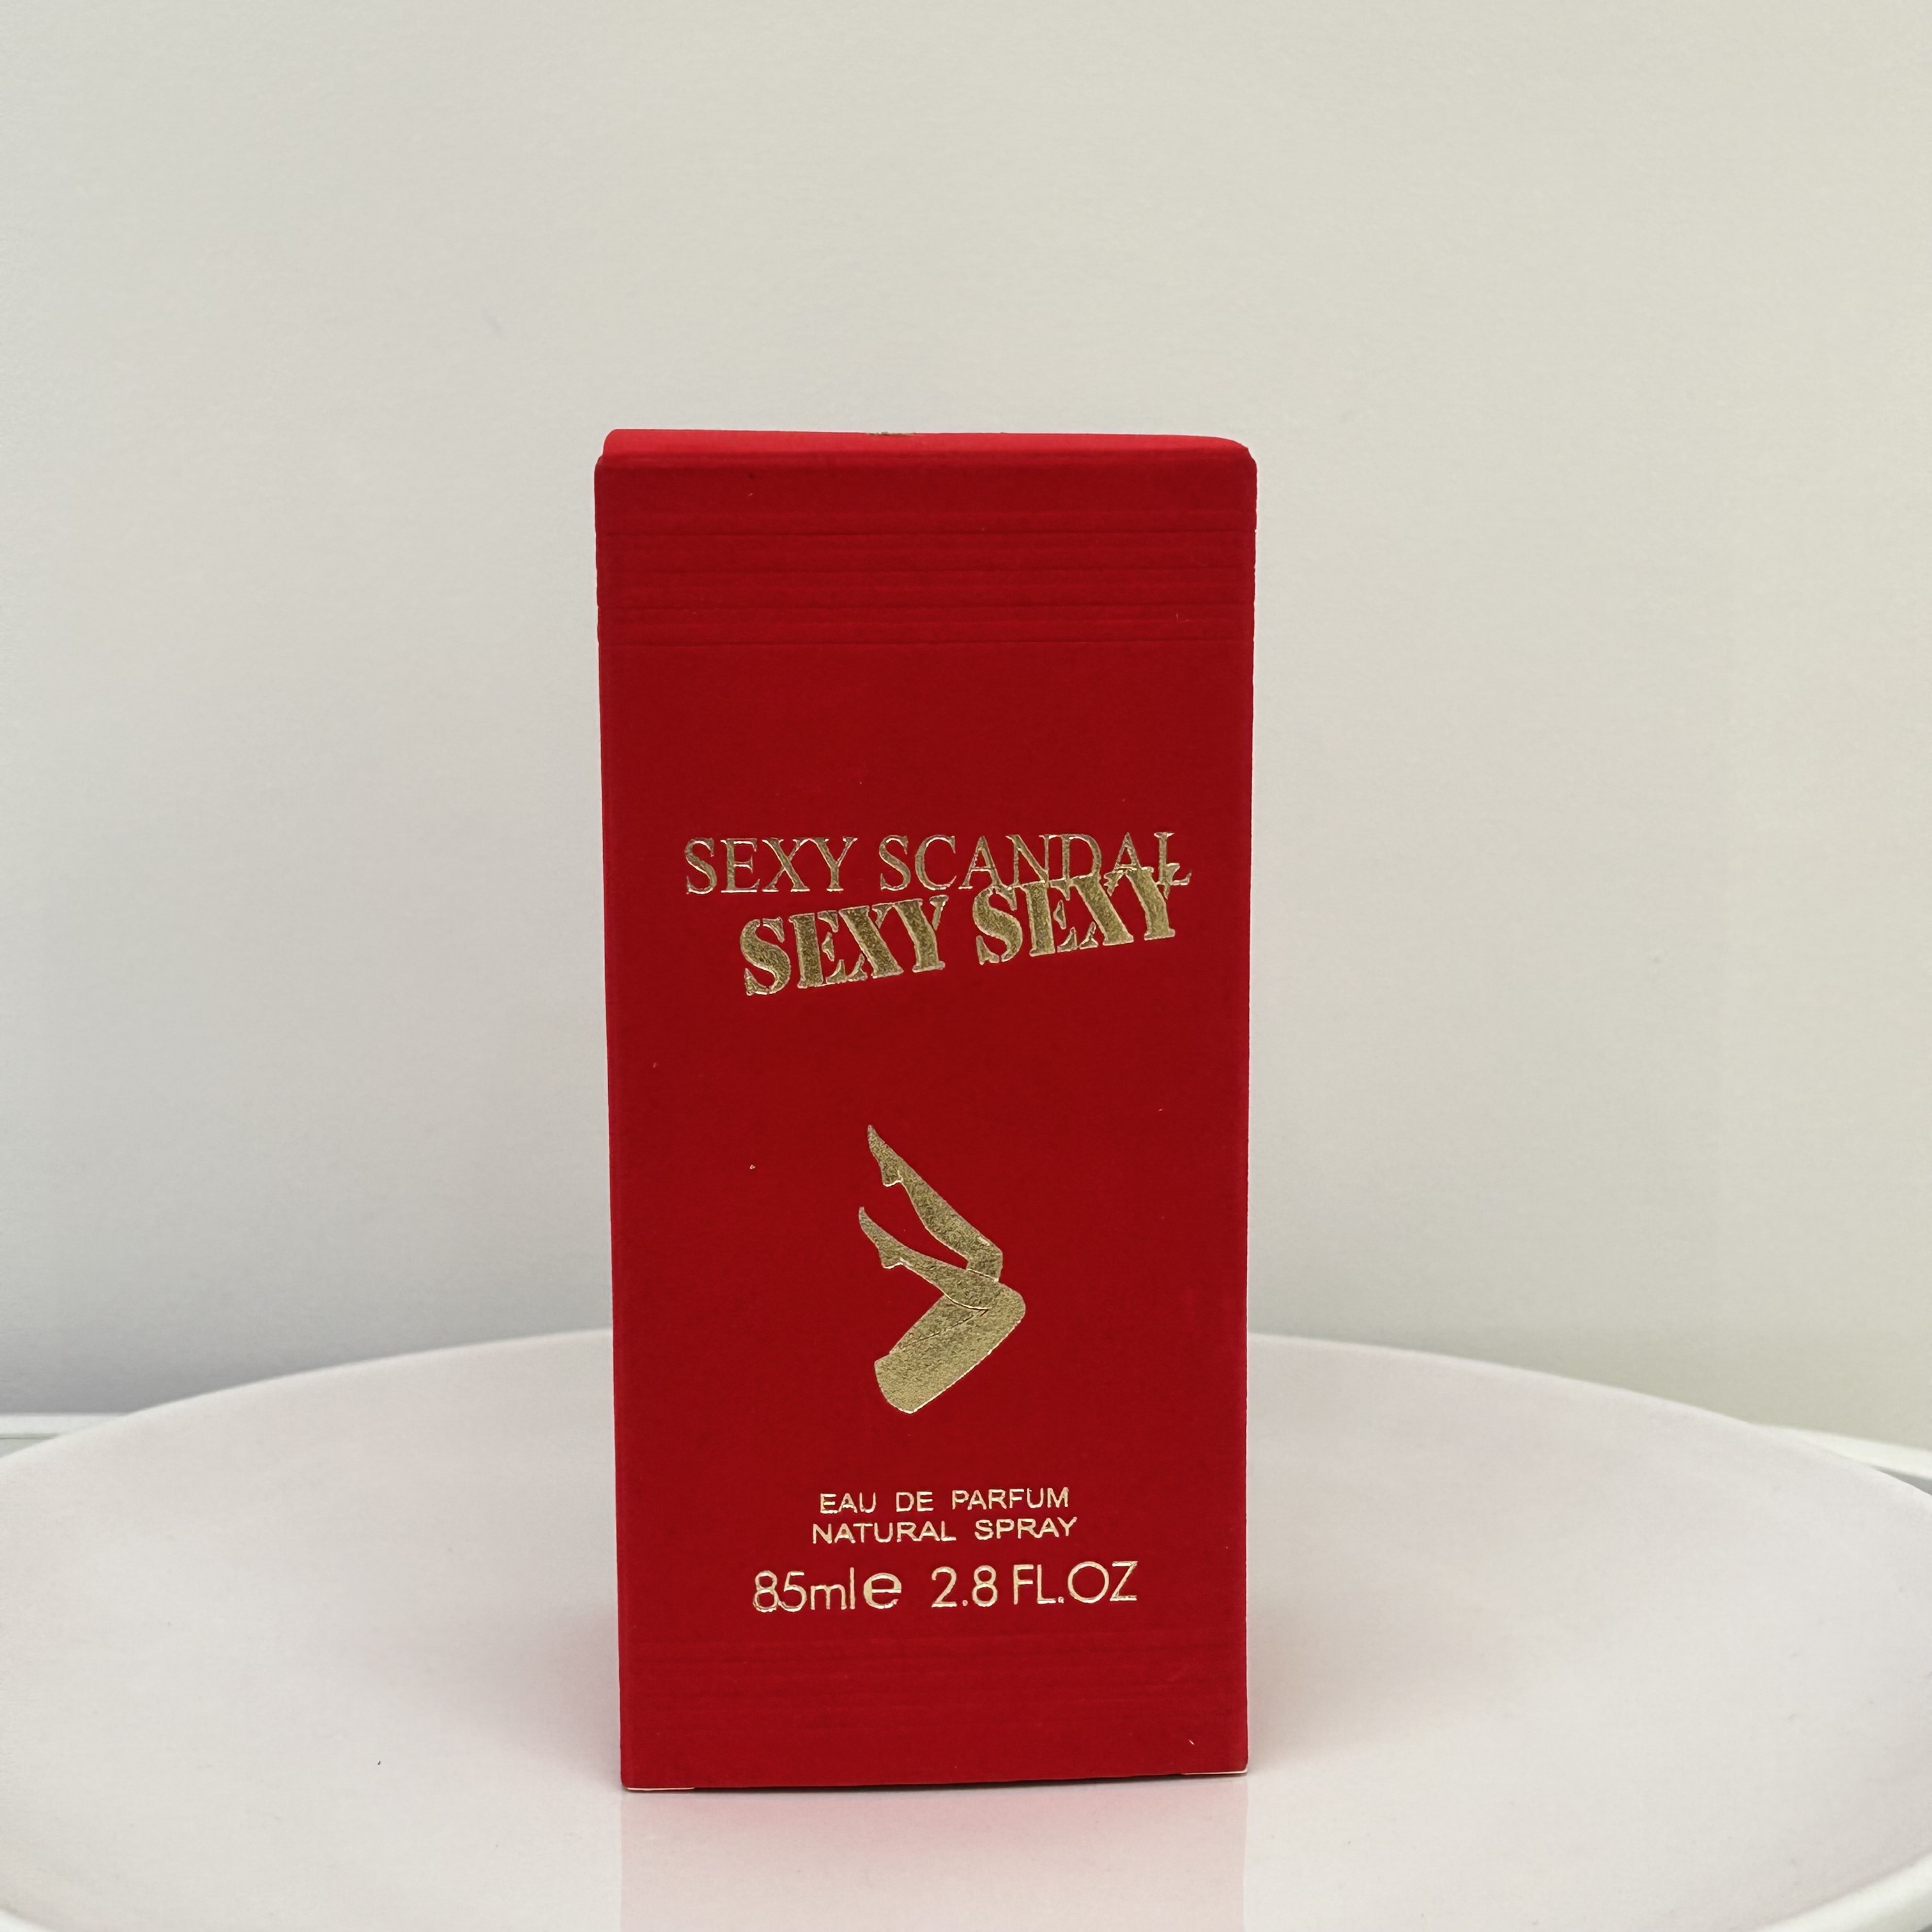 SEXY SCANDAL
SEXY SEXY
EAU DE PARFUM
NATURAL SPRAY
85ml℮ 2.8 FL.OZ